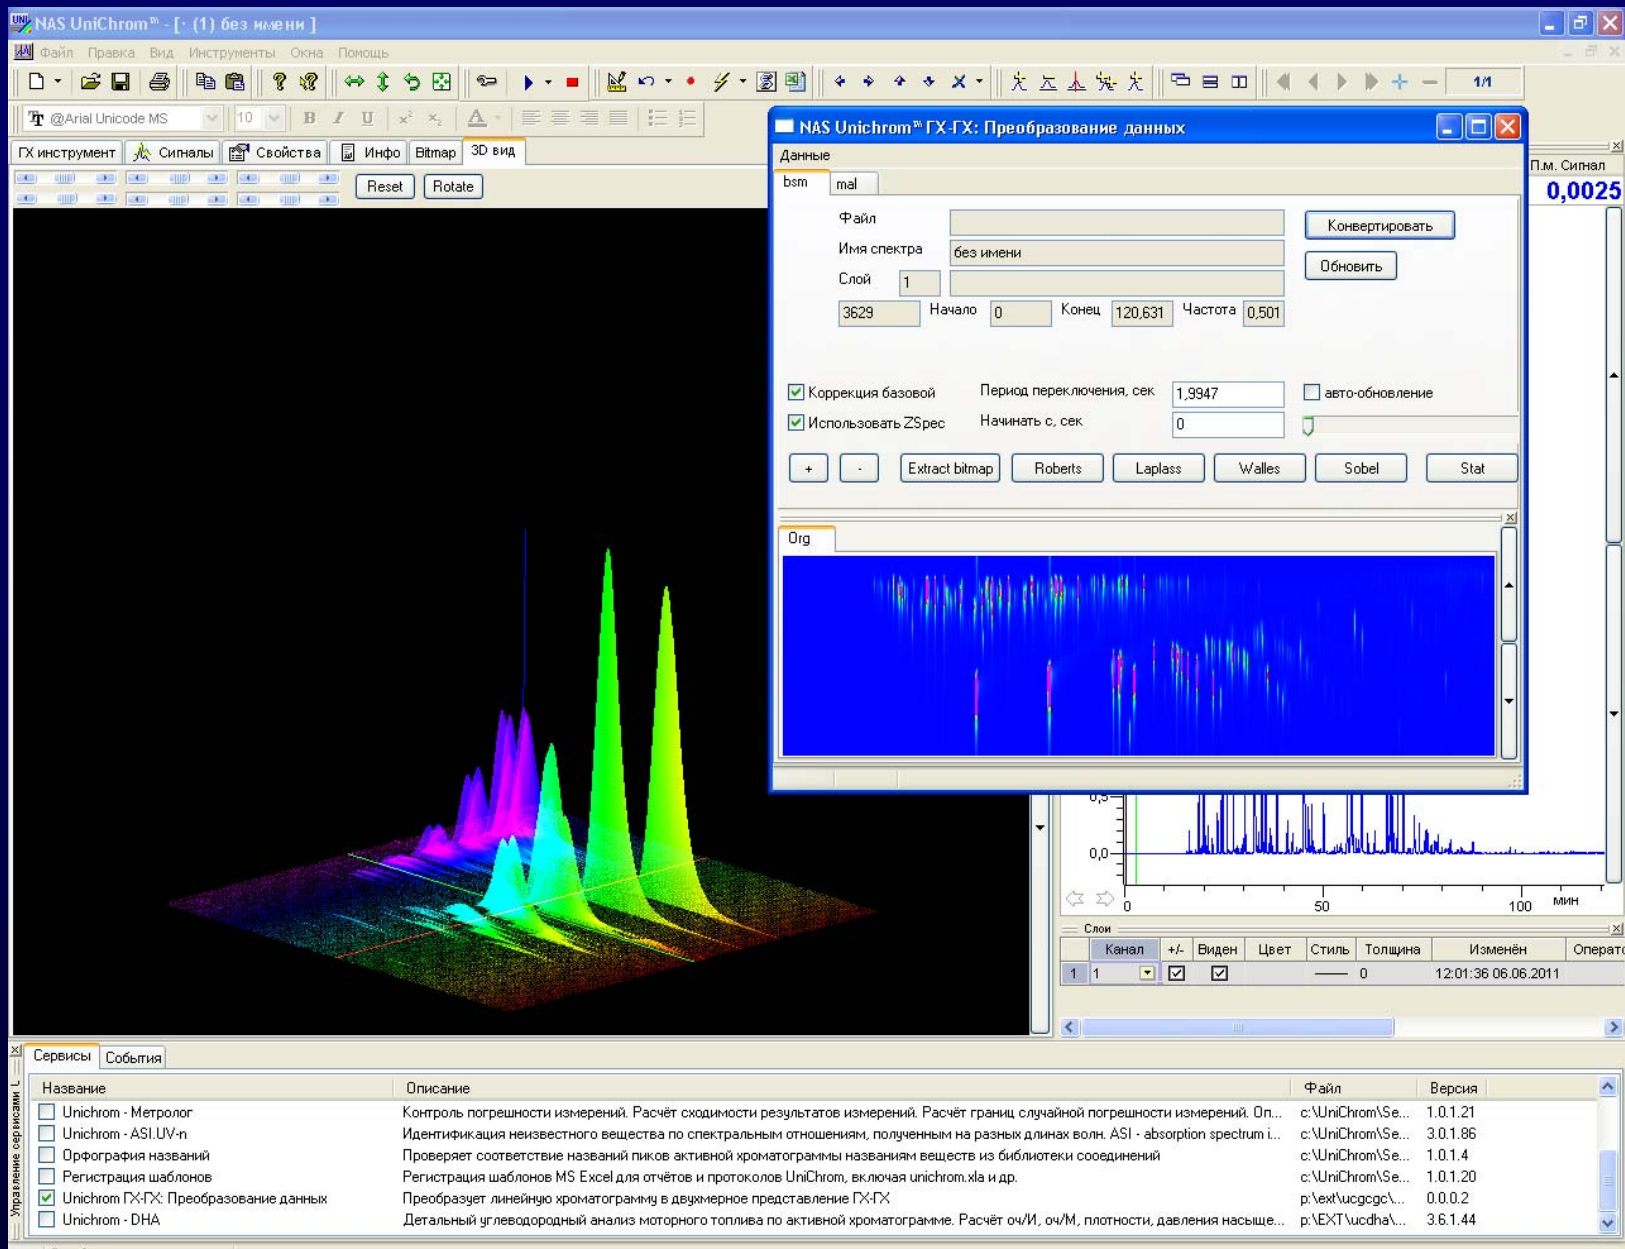 NAS UniChrom™ - [· (1) без имени ]
Файл Правка Вид Инструменты Окна Помощь
1/1
@Arial Unicode MS 10 B I U x² x₂ A
ГХ инструмент Сигналы Свойства Инфо Bitmap 3D вид
Reset Rotate
П.м. Сигнал
0,0025
NAS Unichrom™ ГХ-ГХ: Преобразование данных
Данные
bsm mal
Файл Конвертировать
Имя спектра без имени Обновить
Слой 1
3629 Начало 0 Конец 120,631 Частота 0,501
Коррекция базовой Период переключения, сек 1,9947 авто-обновление
Использовать ZSpec Начинать с, сек 0
+ - Extract bitmap Roberts Laplass Walles Sobel Stat
Org
0,5
0,0
0 50 100 мин
Слои
Канал +/- Виден Цвет Стиль Толщина Изменён Операто
1 1 0 12:01:36 06.06.2011
Сервисы События
Управление сервисами
Название Описание Файл Версия
Unichrom - Метролог Контроль погрешности измерений. Расчёт сходимости результатов измерений. Расчёт границ случайной погрешности измерений. Оп... c:\UniChrom\Se... 1.0.1.21
Unichrom - ASI.UV-n Идентификация неизвестного вещества по спектральным отношениям, полученным на разных длинах волн. ASI - absorption spectrum i... c:\UniChrom\Se... 3.0.1.86
Орфография названий Проверяет соответствие названий пиков активной хроматограммы названиям веществ из библиотеки сооединений c:\UniChrom\Se... 1.0.1.4
Регистрация шаблонов Регистрация шаблонов MS Excel для отчётов и протоколов UniChrom, включая unichrom.xla и др. c:\UniChrom\Se... 1.0.1.20
Unichrom ГХ-ГХ: Преобразование данных Преобразует линейную хроматограмму в двухмерное представление ГХ-ГХ p:\ext\ucgcgc\... 0.0.0.2
Unichrom - DHA Детальный углеводородный анализ моторного топлива по активной хроматограмме. Расчёт оч/И, оч/М, плотности, давления насыще... p:\EXT\ucdha\... 3.6.1.44